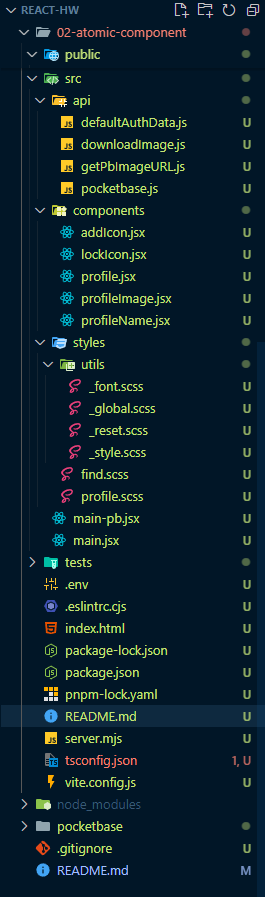 REACT-HW
02-atomic-component
public
src
api
defaultAuthData.js U
downloadImage.js U
getPbImageURL.js U
pocketbase.js U
components
addIcon.jsx U
lockIcon.jsx U
profile.jsx U
profileImage.jsx U
profileName.jsx U
styles
utils
_font.scss U
_global.scss U
_reset.scss U
_style.scss U
find.scss U
profile.scss U
main-pb.jsx U
main.jsx U
tests
.env U
.eslintrc.cjs U
index.html U
package-lock.json U
package.json U
pnpm-lock.yaml U
README.md U
server.mjs U
tsconfig.json 1, U
vite.config.js U
node_modules
pocketbase
.gitignore U
README.md M